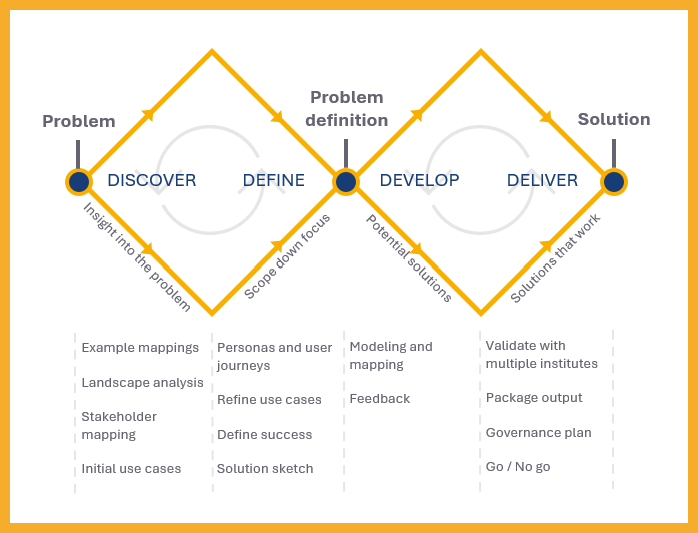 Problem
Problem
definition
Solution
DISCOVER
DEFINE
DEVELOP
DELIVER
Insight into the problem
Scope down focus
Potential solutions
Solutions that work
Example mappings
Landscape analysis
Stakeholder
mapping
Initial use cases
Personas and user
journeys
Refine use cases
Define success
Solution sketch
Modeling and
mapping
Feedback
Validate with
multiple institutes
Package output
Governance plan
Go / No go